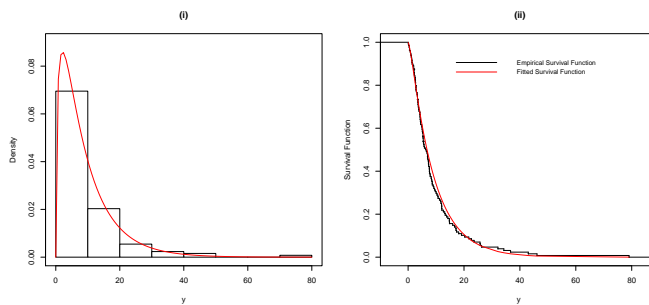 (i)
Density
0.00 0.02 0.04 0.06 0.08
0 20 40 60 80
y
(ii)
Survival Function
0.0 0.2 0.4 0.6 0.8 1.0
Empirical Survival Function
Fitted Survival Function
0 20 40 60 80
y